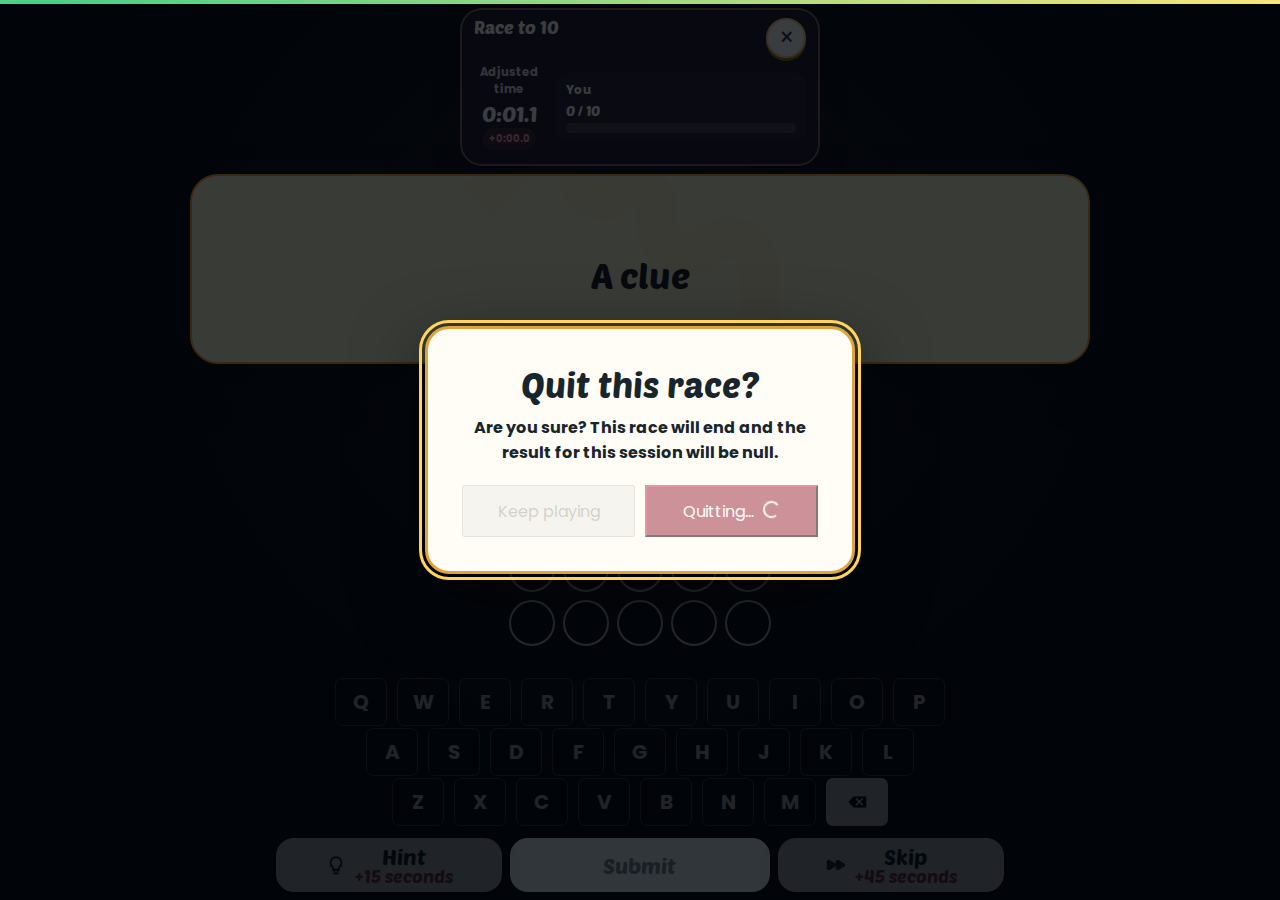 Race to 10
×
Adjusted
time
0:01.1
+0:00.0
You
0 / 10
A clue
Quit this race?
Are you sure? This race will end and the
result for this session will be null.
Keep playing
Quitting...
Q W E R T Y U I O P
A S D F G H J K L
Z X C V B N M
Hint
+15 seconds
Submit
Skip
+45 seconds